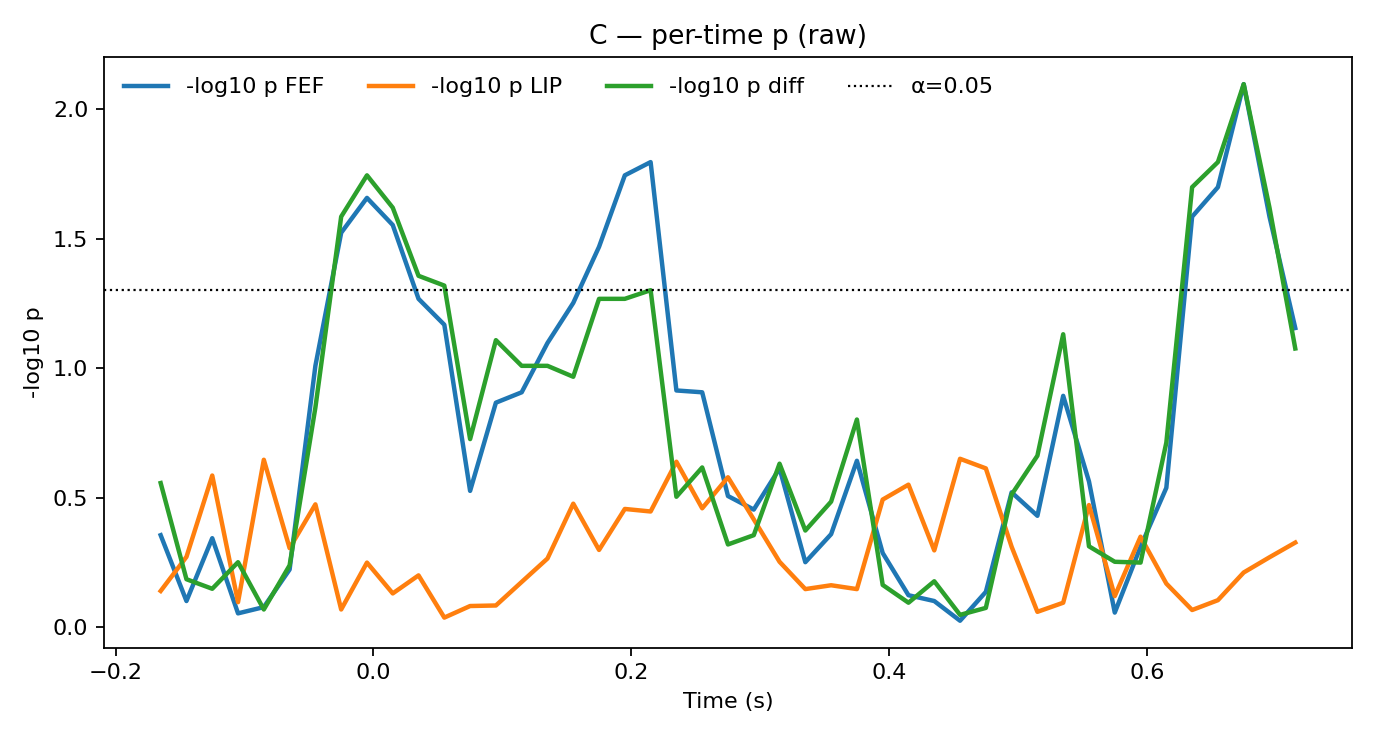 C — per-time p (raw)
-log10 p FEF
-log10 p LIP
-log10 p diff
α=0.05
-log10 p
2.0
1.5
1.0
0.5
0.0
−0.2
0.0
0.2
0.4
0.6
Time (s)